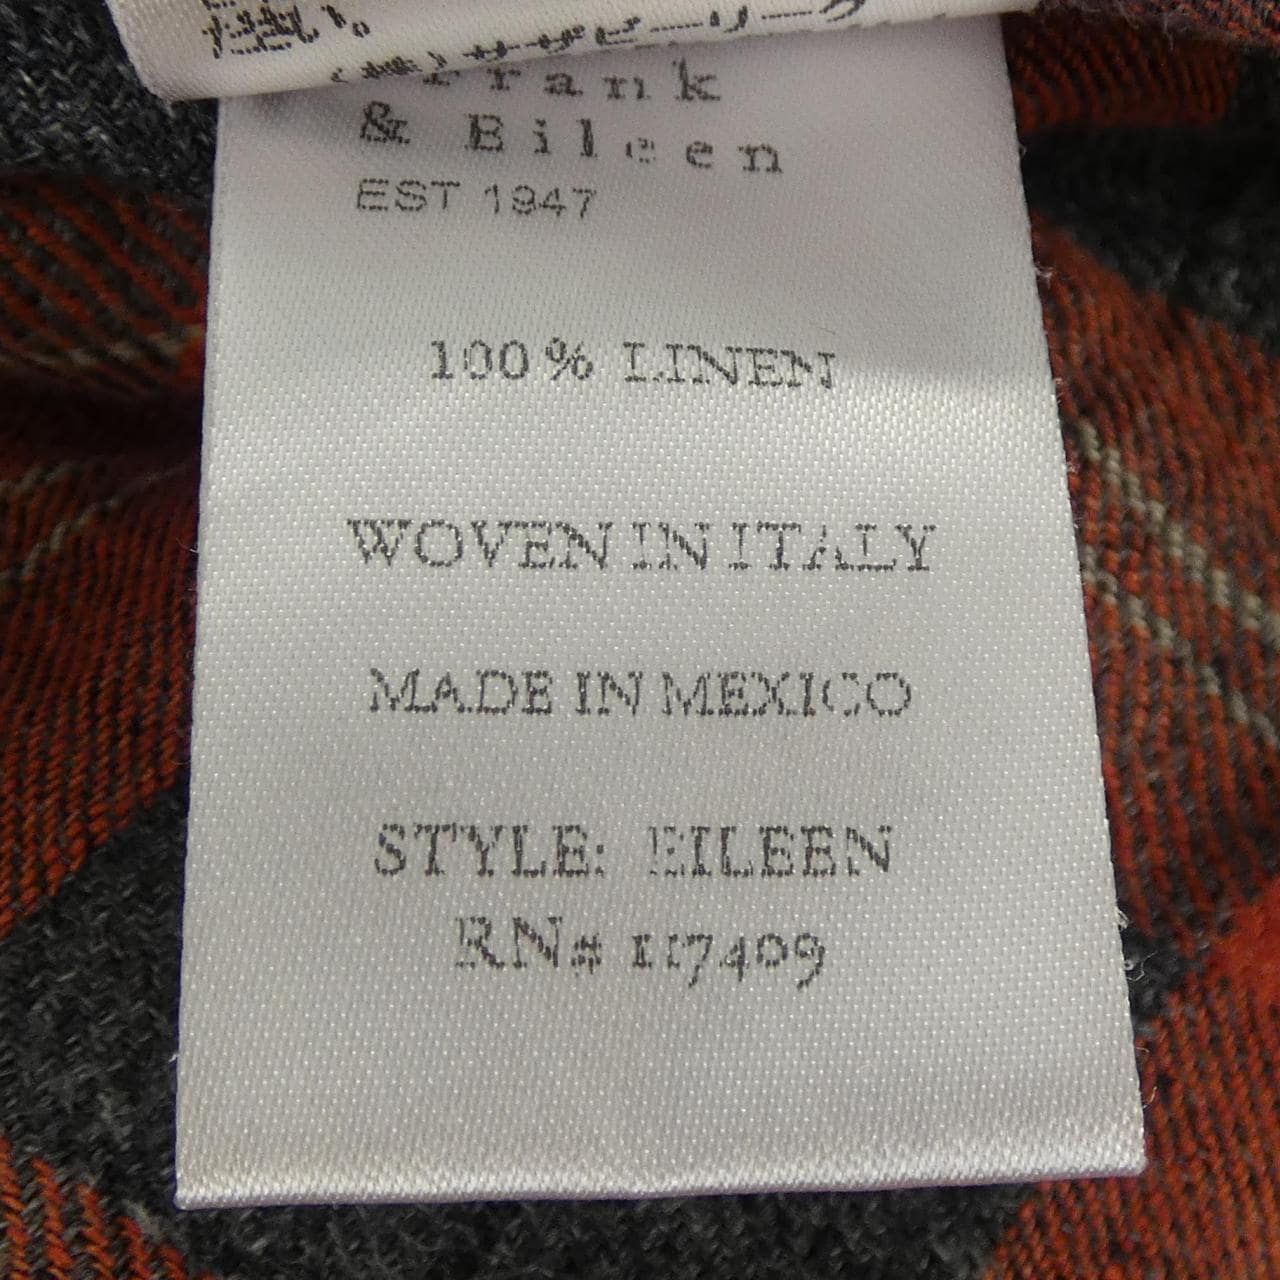 Frank
& Eileen
EST 1947
100% LINEN
WOVEN IN ITALY
MADE IN MEXICO
STYLE: EILEEN
RN# 117409